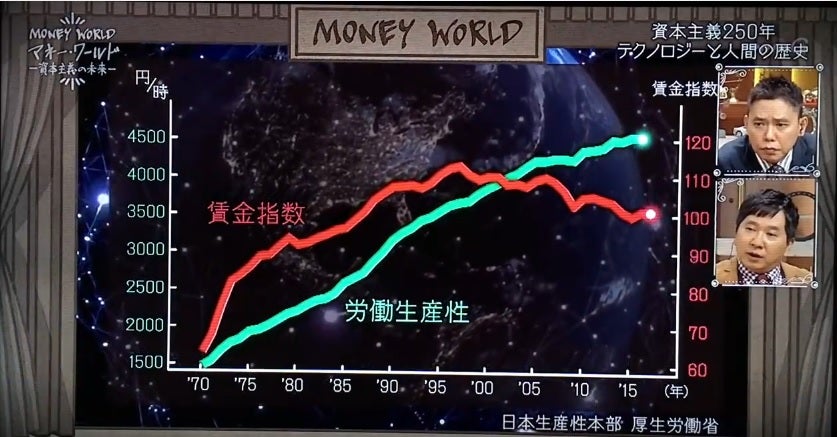 MONEY WORLD
マネー・ワールド
─資本主義の未来─
MONEY WORLD
資本主義250年
テクノロジーと人間の歴史
円/時
賃金指数
4500
4000
3500
3000
2500
2000
1500
120
110
100
90
80
70
60
賃金指数
労働生産性
'70 '75 '80 '85 '90 '95 '00 '05 '10 '15 (年)
日本生産性本部 厚生労働省